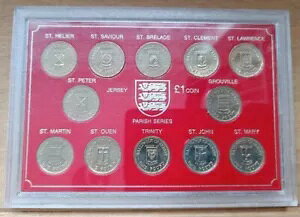 ST. HELIER ST. SAVIOUR ST. BRELADE ST. CLEMENT ST. LAWRENCE
ST. PETER JERSEY £1 COIN GROUVILLE
PARISH SERIES
ST. MARTIN ST. OUEN TRINITY ST. JOHN ST. MARY